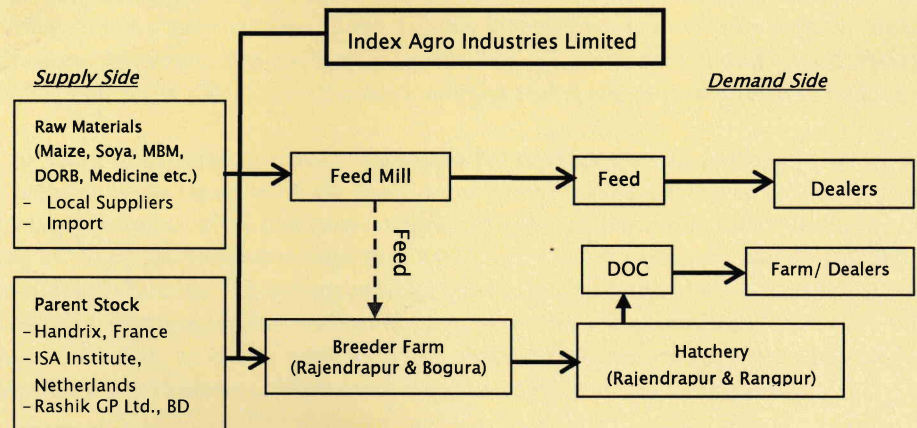 Index Agro Industries Limited
Supply Side
Demand Side
Raw Materials
(Maize, Soya, MBM,
DORB, Medicine etc.)
- Local Suppliers
- Import
Feed Mill
Feed
Dealers
Feed
DOC
Farm/ Dealers
Parent Stock
-Handrix, France
-ISA Institute,
Netherlands
-Rashik GP Ltd., BD
Breeder Farm
(Rajendrapur & Bogura)
Hatchery
(Rajendrapur & Rangpur)